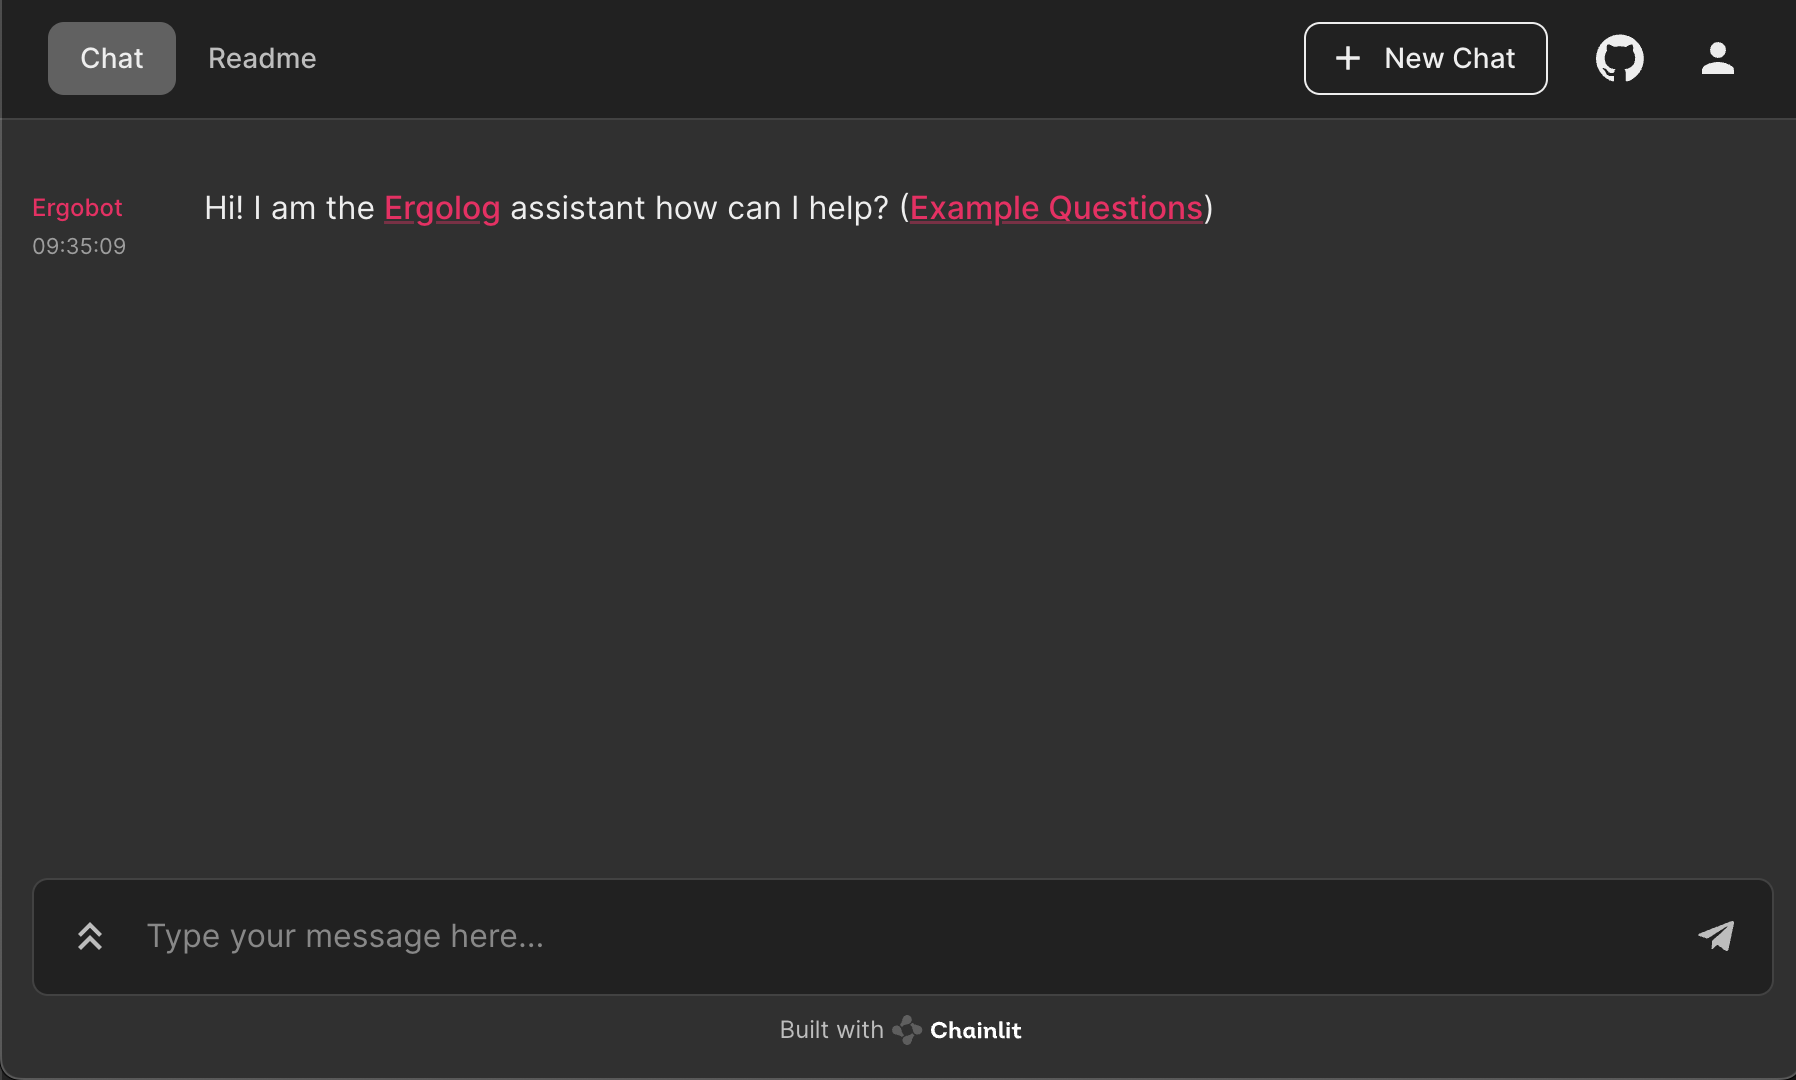 Chat
Readme
New Chat
Ergobot
Hi! I am the Ergolog assistant how can I help? (Example Questions)
09:35:09
Type your message here...
Built with Chainlit